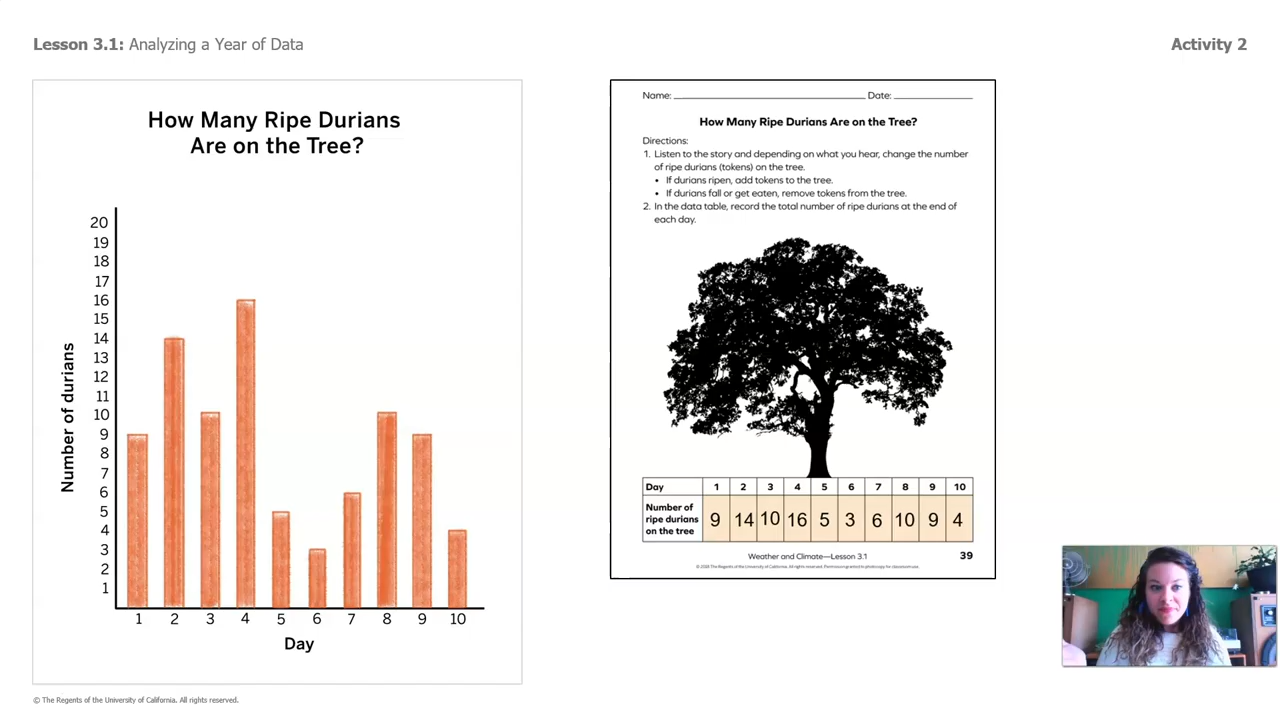 Lesson 3.1: Analyzing a Year of Data
Activity 2
How Many Ripe Durians
Are on the Tree?
20
19
18
17
16
15
14
13
12
11
10
9
8
7
6
5
4
3
2
1
Number of durians
1 2 3 4 5 6 7 8 9 10
Day
Name: Date:
How Many Ripe Durians Are on the Tree?
Directions:
1. Listen to the story and depending on what you hear, change the number
of ripe durians (tokens) on the tree.
• If durians ripen, add tokens to the tree.
• If durians fall or get eaten, remove tokens from the tree.
2. In the data table, record the total number of ripe durians at the end of
each day.
Day 1 2 3 4 5 6 7 8 9 10
Number of
ripe durians
on the tree
9 14 10 16 5 3 6 10 9 4
Weather and Climate—Lesson 3.1
39
© The Regents of the University of California. All rights reserved.